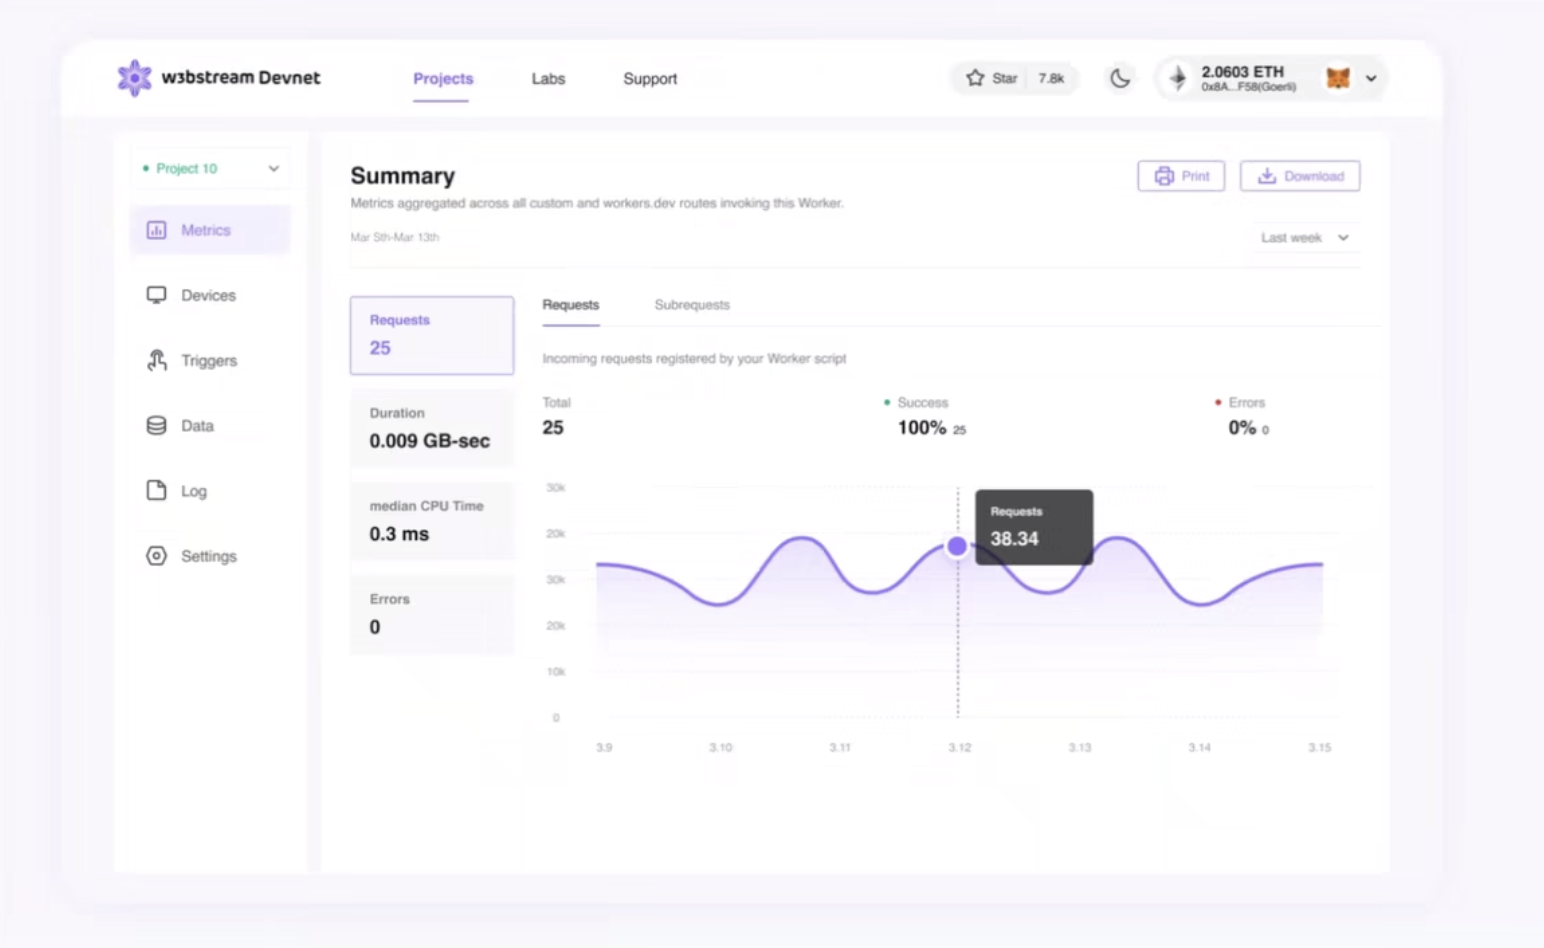 w3bstream Devnet
Projects
Labs
Support
Star 7.8k
2.0603 ETH
0x8A...F58(Goerli)
Project 10
Metrics
Devices
Triggers
Data
Log
Settings
Summary
Print
Download
Metrics aggregated across all custom and workers.dev routes invoking this Worker.
Mar 5th-Mar 13th
Last week
Requests
25
Duration
0.009 GB-sec
median CPU Time
0.3 ms
Errors
0
Requests
Subrequests
Incoming requests registered by your Worker script
Total
25
Success
100% 25
Errors
0% 0
30k
20k
30k
20k
10k
0
Requests
38.34
3.9
3.10
3.11
3.12
3.13
3.14
3.15